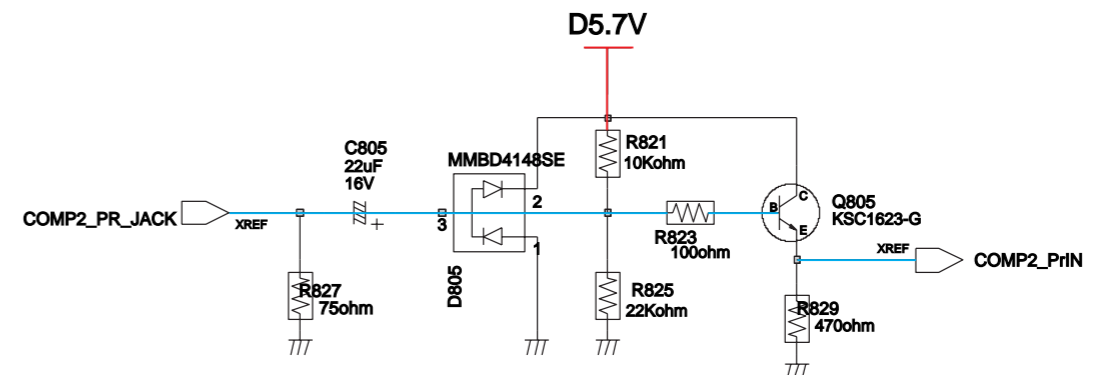 D5.7V
C805
22uF
16V
MMBD4148SE
R821
10Kohm
COMP2_PR_JACK
XREF
+
3
2
1
D805
R827
75ohm
R823
100ohm
R825
22Kohm
B
C
E
Q805
KSC1623-G
XREF
COMP2_PrIN
R829
470ohm